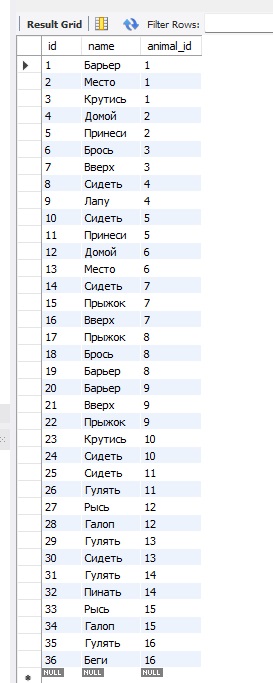 Result Grid Filter Rows:
id name animal_id
1 Барьер 1
2 Место 1
3 Крутись 1
4 Домой 2
5 Принеси 2
6 Брось 3
7 Вверх 3
8 Сидеть 4
9 Лапу 4
10 Сидеть 5
11 Принеси 5
12 Домой 6
13 Место 6
14 Сидеть 7
15 Прыжок 7
16 Вверх 7
17 Прыжок 8
18 Брось 8
19 Барьер 8
20 Барьер 9
21 Вверх 9
22 Прыжок 9
23 Крутись 10
24 Сидеть 10
25 Сидеть 11
26 Гулять 11
27 Рысь 12
28 Галоп 12
29 Гулять 13
30 Сидеть 13
31 Гулять 14
32 Пинать 14
33 Рысь 15
34 Галоп 15
35 Гулять 16
36 Беги 16
NULL NULL NULL